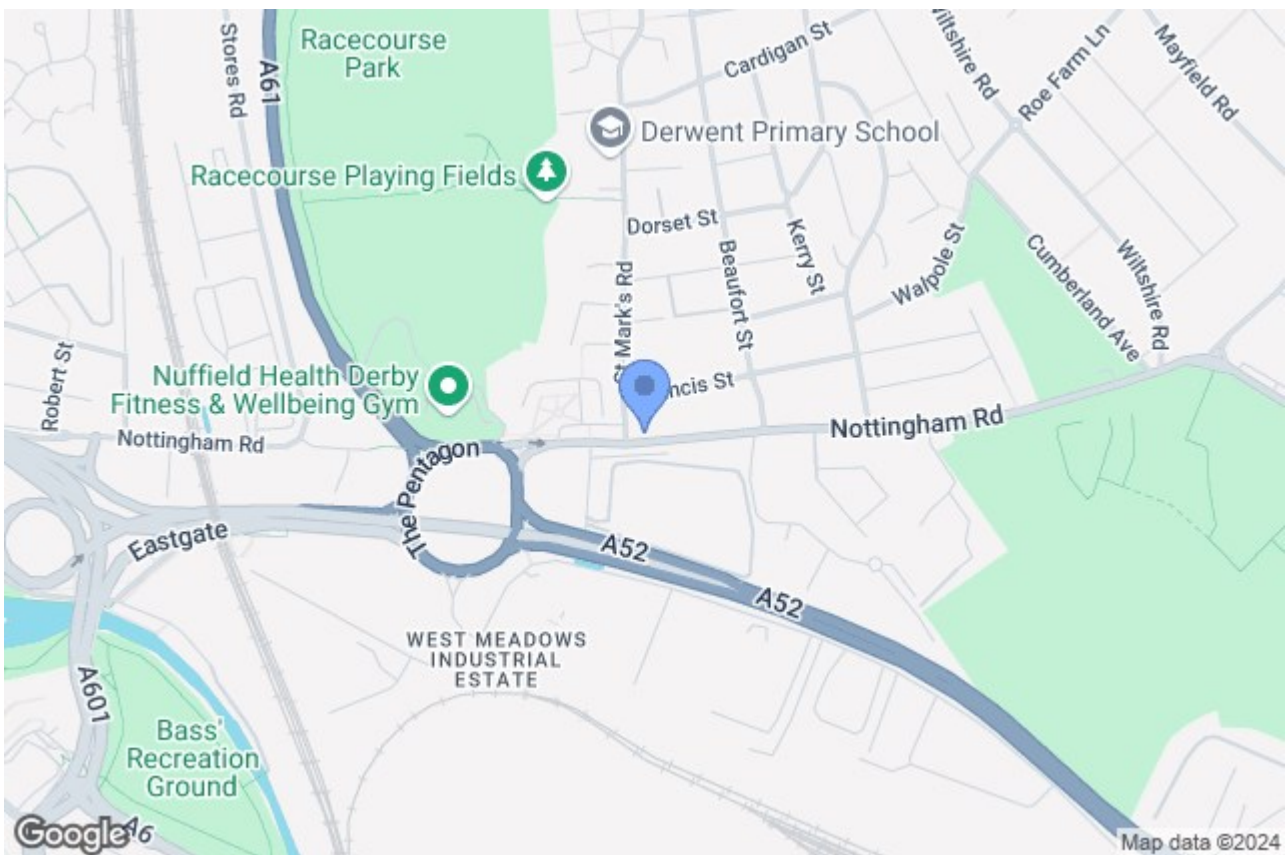 Racecourse
Park
Stores Rd
A61
Cardigan St
Wiltshire Rd
Roe Farm Ln
Mayfield Rd
Derwent Primary School
Racecourse Playing Fields
Dorset St
Kerry St
Beaufort St
St Mark's Rd
Walpole St
Cumberland Ave
Wiltshire Rd
Robert St
Nuffield Health Derby
Fitness & Wellbeing Gym
ncis St
Nottingham Rd
Nottingham Rd
The Pentagon
Eastgate
A52
A52
WEST MEADOWS
INDUSTRIAL
ESTATE
A601
Bass'
Recreation
Ground
A6
Google
Map data ©2024